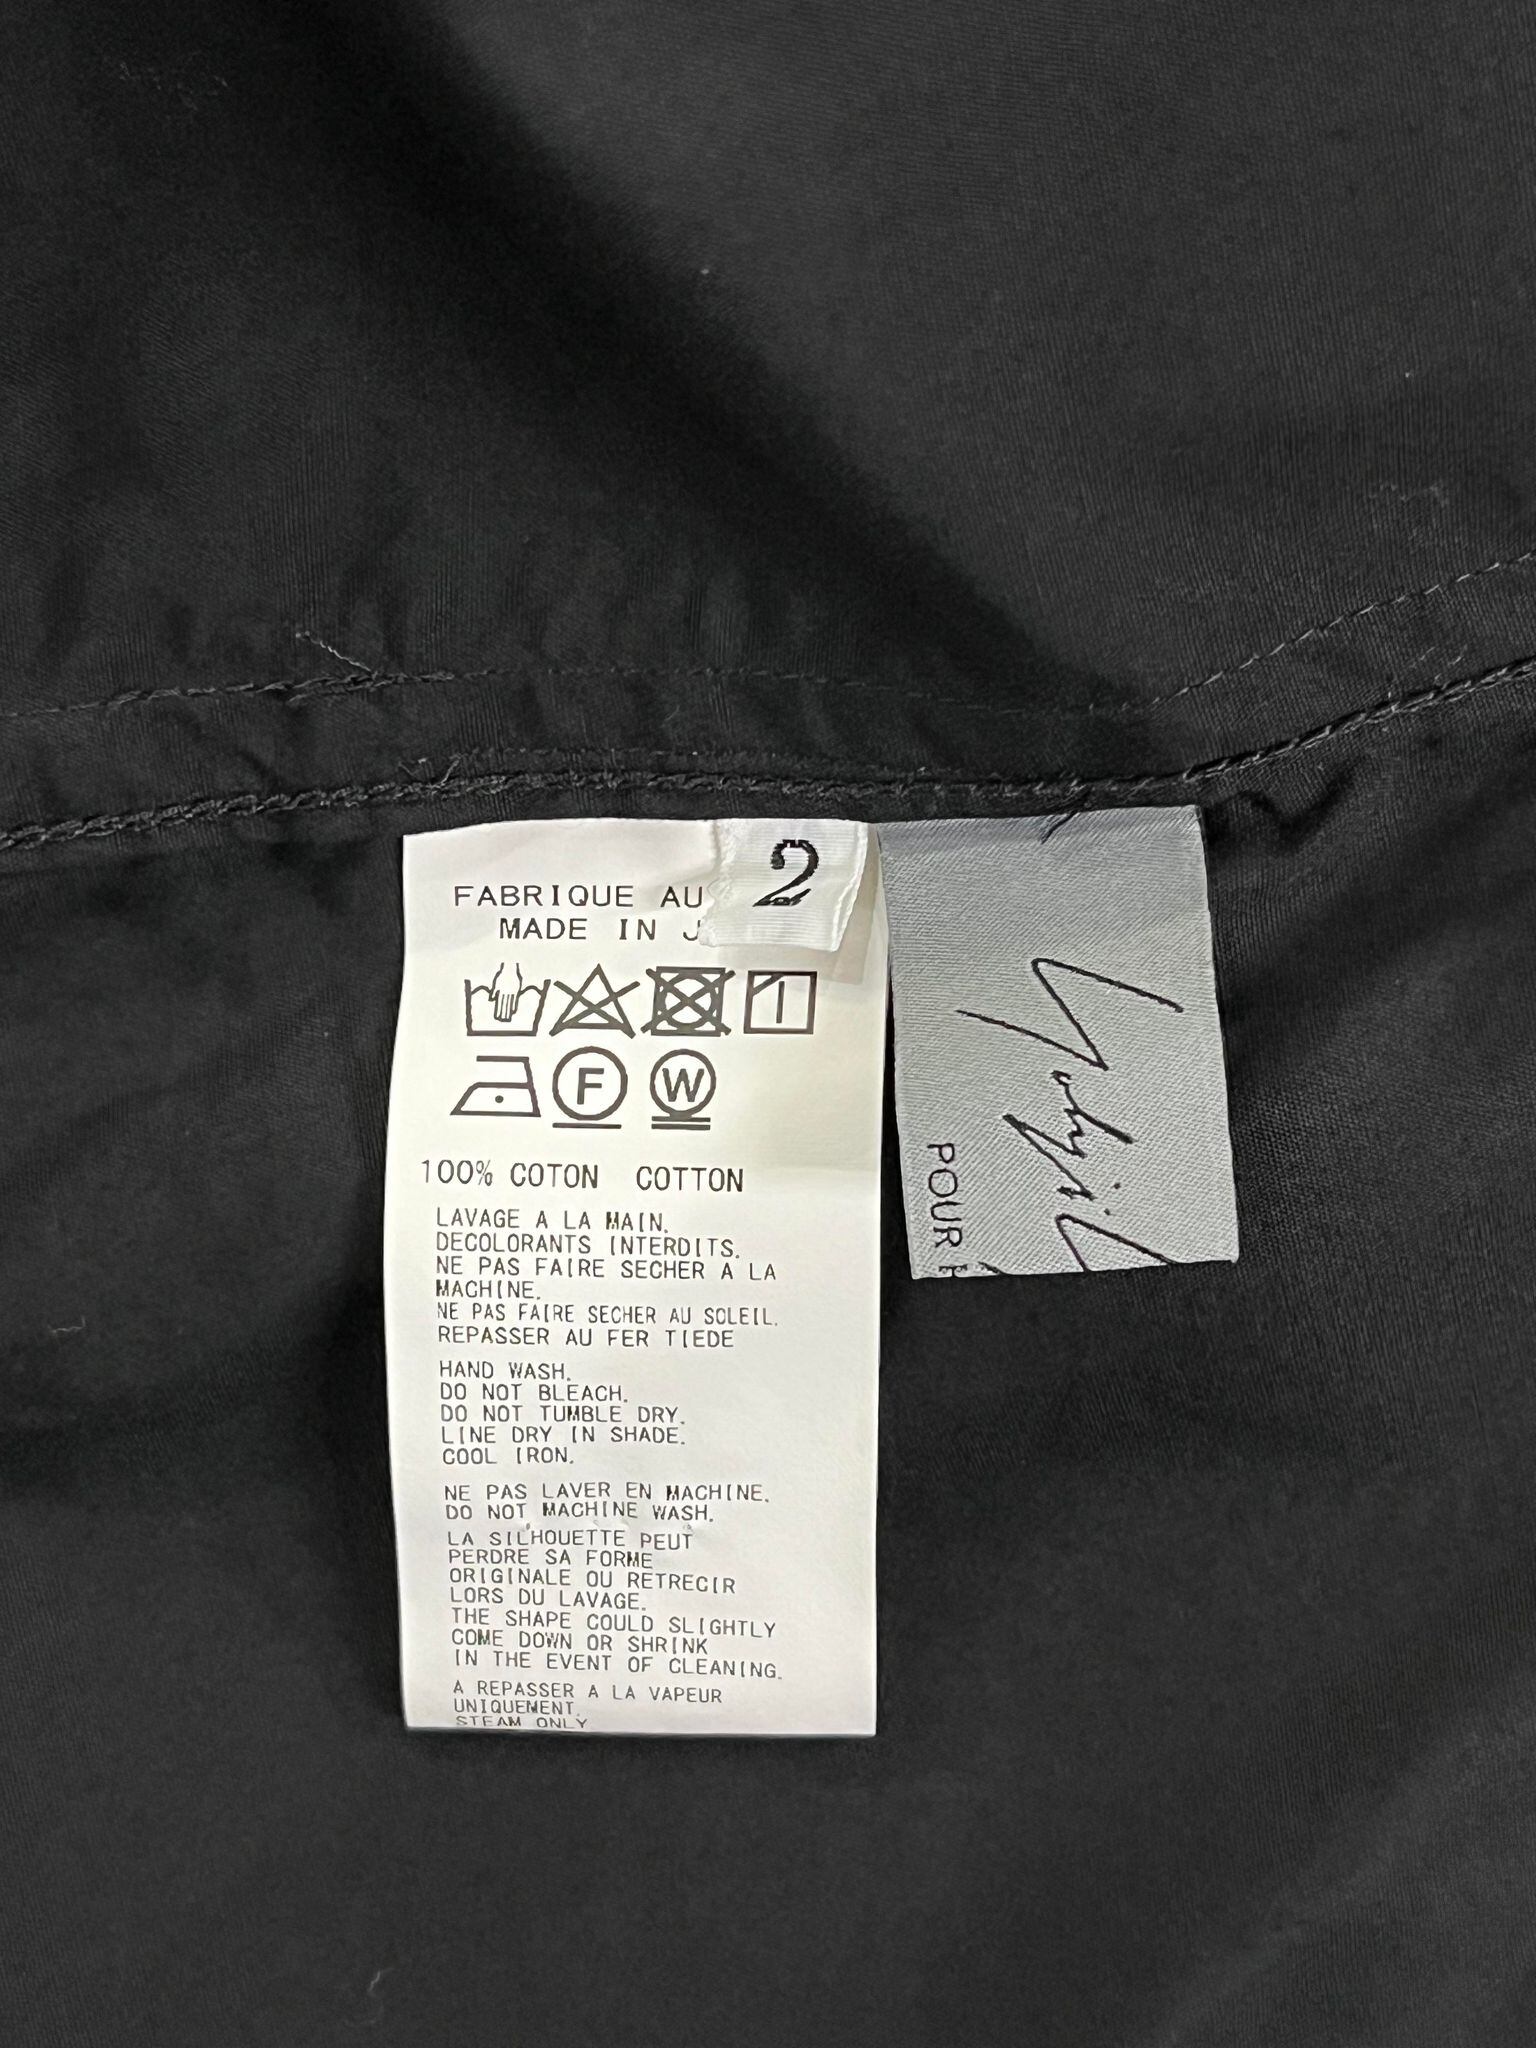 2
FABRIQUE AU
MADE IN J
F
W
100% COTON COTTON
LAVAGE A LA MAIN.
DECOLORANTS INTERDITS.
NE PAS FAIRE SECHER A LA
MACHINE.
NE PAS FAIRE SECHER AU SOLEIL.
REPASSER AU FER TIEDE
HAND WASH.
DO NOT BLEACH.
DO NOT TUMBLE DRY.
LINE DRY IN SHADE.
COOL IRON.
NE PAS LAVER EN MACHINE.
DO NOT MACHINE WASH.
LA SILHOUETTE PEUT
PERDRE SA FORME
ORIGINALE OU RETRECIR
LORS DU LAVAGE.
THE SHAPE COULD SLIGHTLY
COME DOWN OR SHRINK
IN THE EVENT OF CLEANING.
A REPASSER A LA VAPEUR
UNIQUEMENT.
STEAM ONLY
Yohji
POUR H